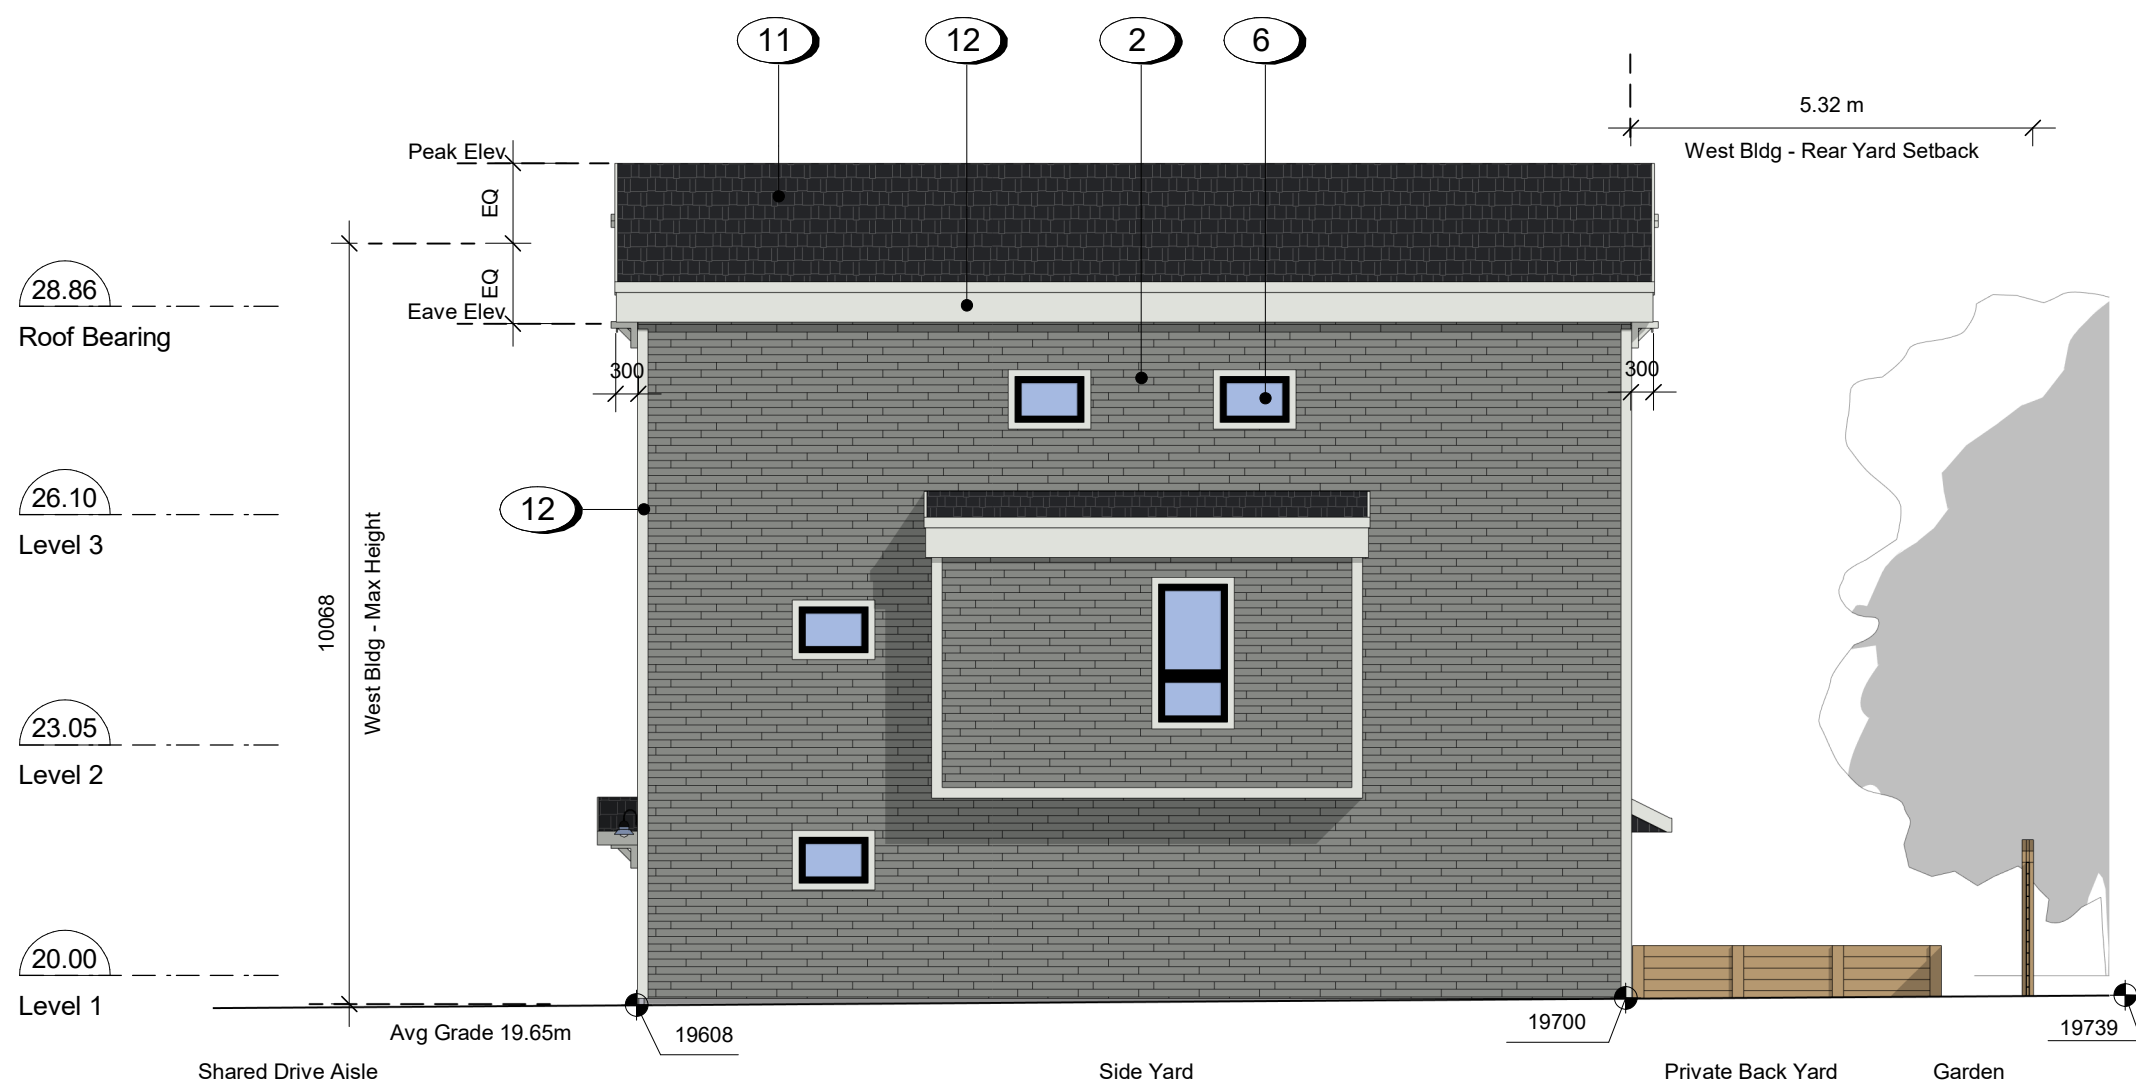 11
12
2
6
5.32 m
West Bldg - Rear Yard Setback
Peak Elev
EQ
EQ
Eave Elev
28.86
Roof Bearing
300
300
26.10
Level 3
12
10068
West Bldg - Max Height
23.05
Level 2
20.00
Level 1
Avg Grade 19.65m
19608
19700
19739
Shared Drive Aisle
Side Yard
Private Back Yard
Garden